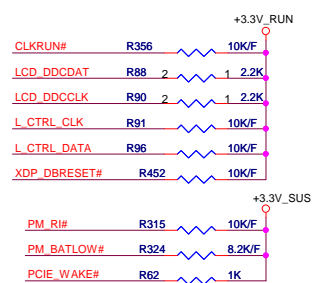 +3.3V_RUN
CLKRUN# R356 10K/F
LCD_DDCDAT R88 2 1 2.2K
LCD_DDCCLK R90 2 1 2.2K
L_CTRL_CLK R91 10K/F
L_CTRL_DATA R96 10K/F
XDP_DBRESET# R452 10K/F
+3.3V_SUS
PM_RI# R315 10K/F
PM_BATLOW# R324 8.2K/F
PCIE_WAKE# R62 1K